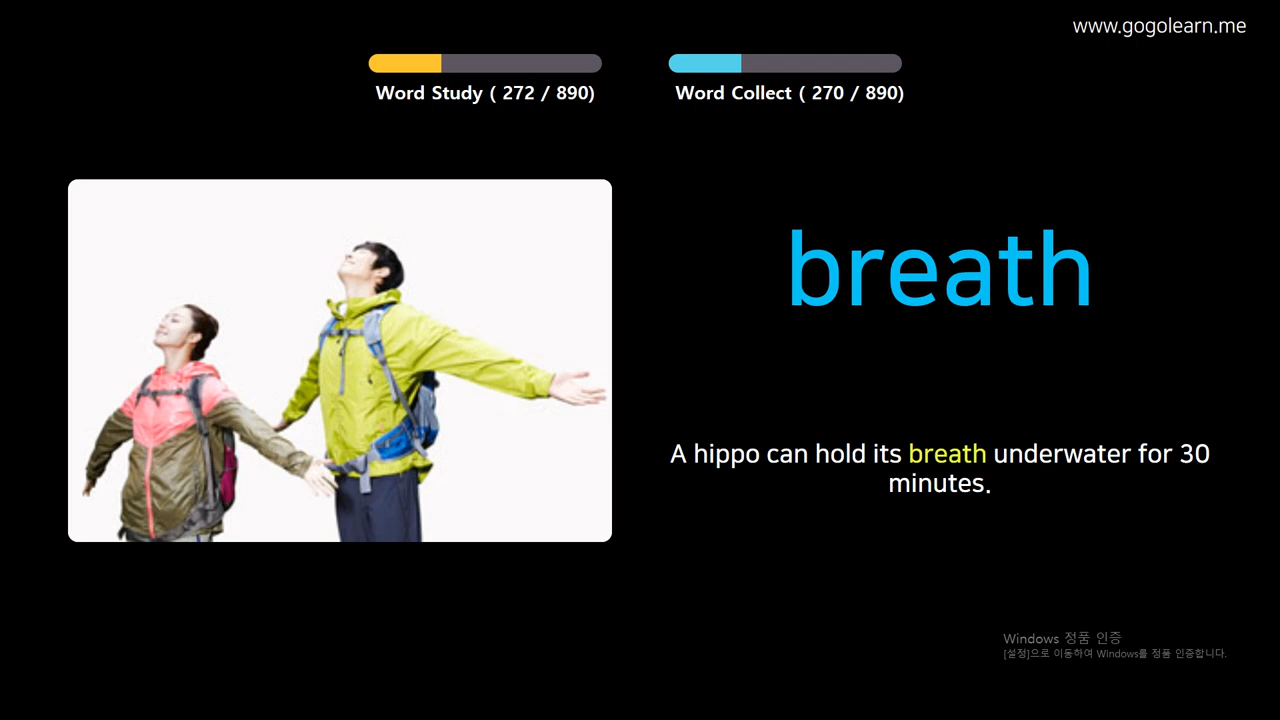 www.gogolearn.me
Word Study ( 272 / 890)
Word Collect ( 270 / 890)
breath
A hippo can hold its breath underwater for 30
minutes.
Windows 정품 인증
[설정]으로 이동하여 Windows를 정품 인증합니다.